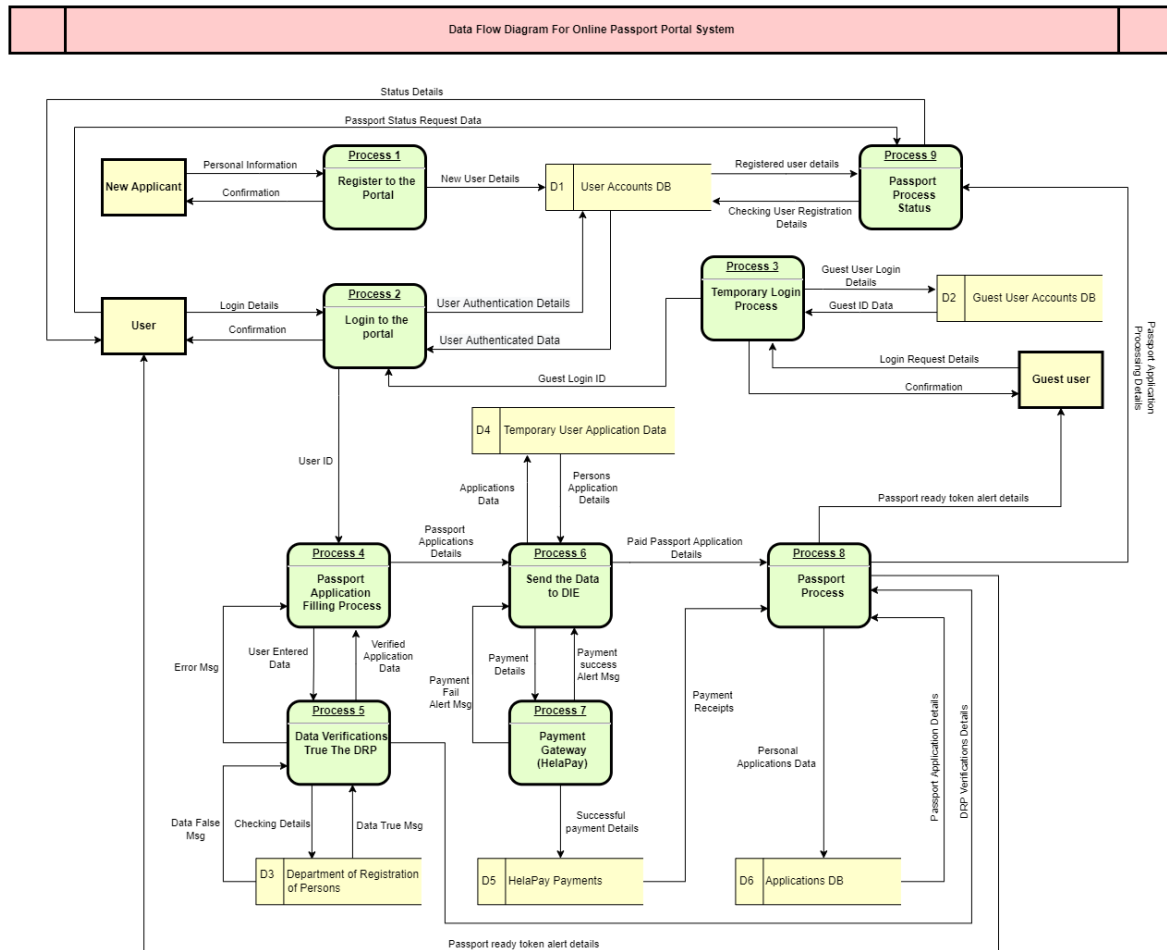 Data Flow Diagram For Online Passport Portal System
Status Details
Passport Status Request Data
New Applicant
Personal Information
Confirmation
Process 1
Register to the
Portal
New User Details
D1
User Accounts DB
Registered user details
Checking User Registration
Details
Process 9
Passport
Process
Status
User
Login Details
Confirmation
Process 2
Login to the
portal
User Authentication Details
User Authenticated Data
Process 3
Temporary Login
Process
Guest User Login
Details
Guest ID Data
D2
Guest User Accounts DB
Guest Login ID
Login Request Details
Confirmation
Guest user
Passport Application
Processing Details
D4
Temporary User Application Data
User ID
Applications
Data
Persons
Application
Details
Passport ready token alert details
Process 4
Passport
Application
Filling Process
Passport
Applications
Details
Process 6
Send the Data
to DIE
Paid Passport Application
Details
Process 8
Passport
Process
Error Msg
User Entered
Data
Verified
Application
Data
Payment
Fail
Alert Msg
Payment
Details
Payment
success
Alert Msg
Payment
Receipts
Process 5
Data Verifications
True The DRP
Process 7
Payment
Gateway
(HelaPay)
Personal
Applications Data
Passport Application Details
DRP Verifications Details
Data False
Msg
Checking Details
Data True Msg
Successful
payment Details
D3
Department of Registration
of Persons
D5
HelaPay Payments
D6
Applications DB
Passport ready token alert details